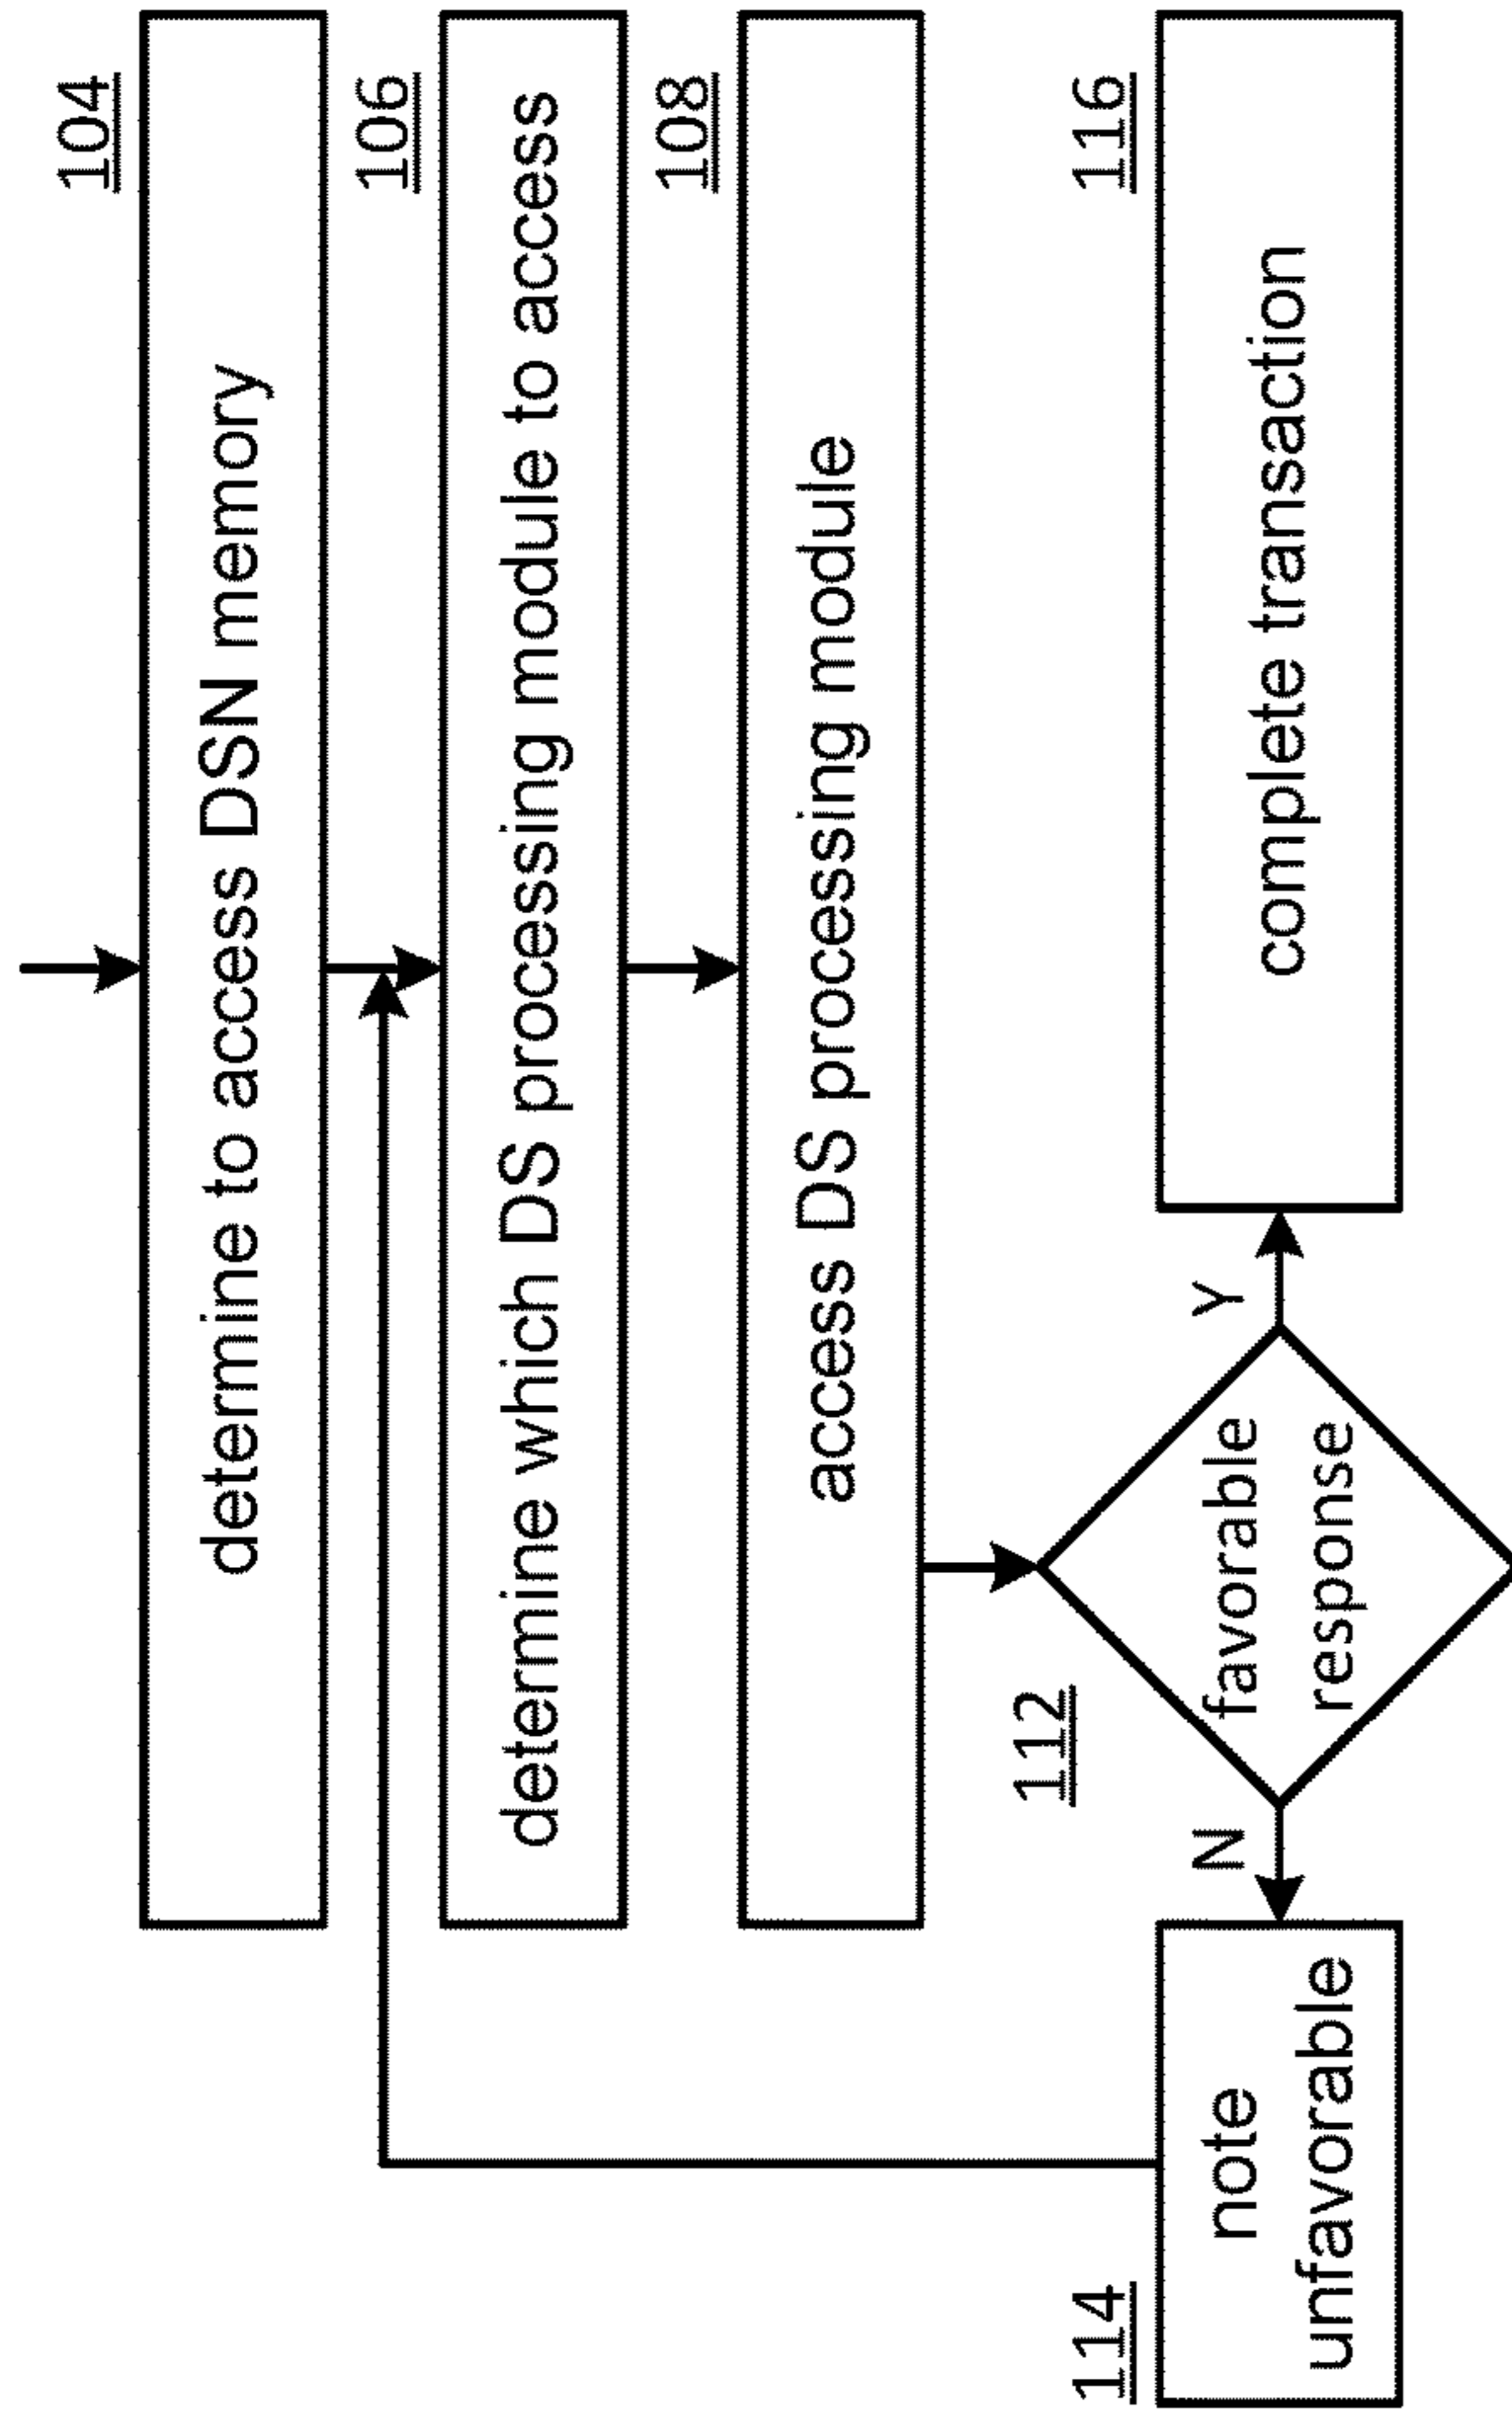 104
determine to access DSN memory
106
determine which DS processing module to access
108
access DS processing module
112
favorable
response
N
Y
114
note
unfavorable
116
complete transaction